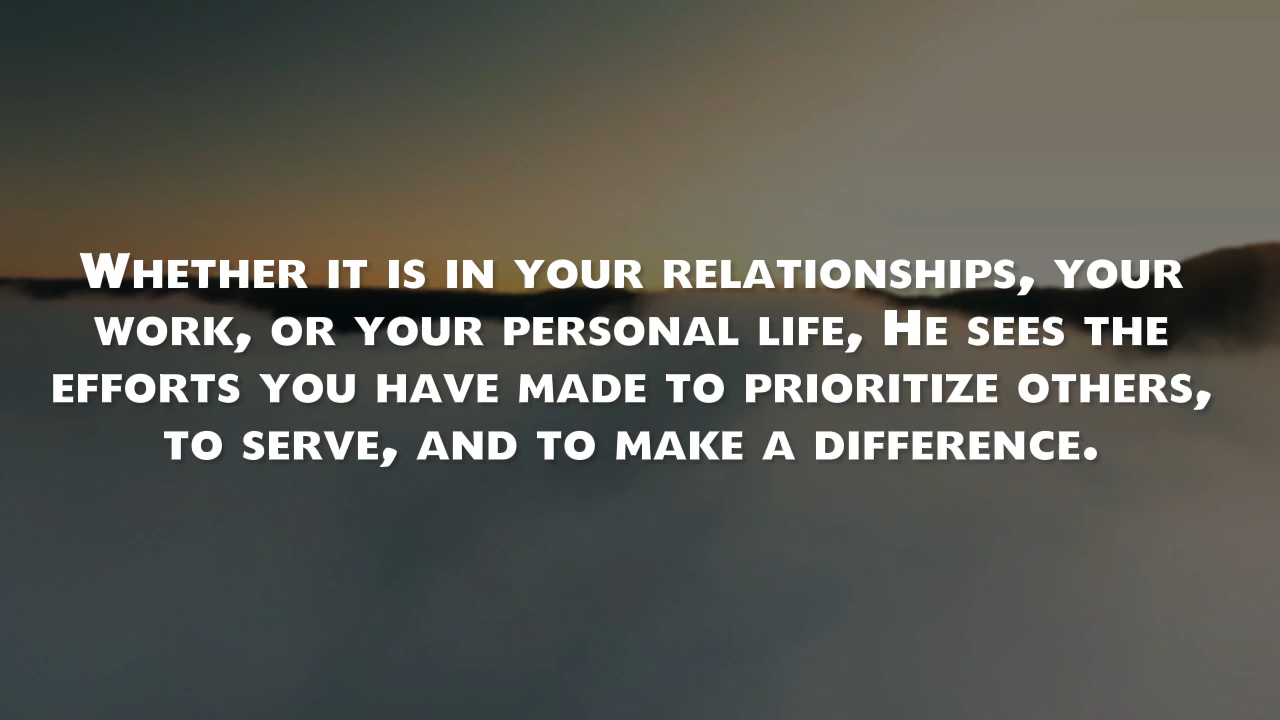 Whether it is in your relationships, your
work, or your personal life, He sees the
efforts you have made to prioritize others,
to serve, and to make a difference.